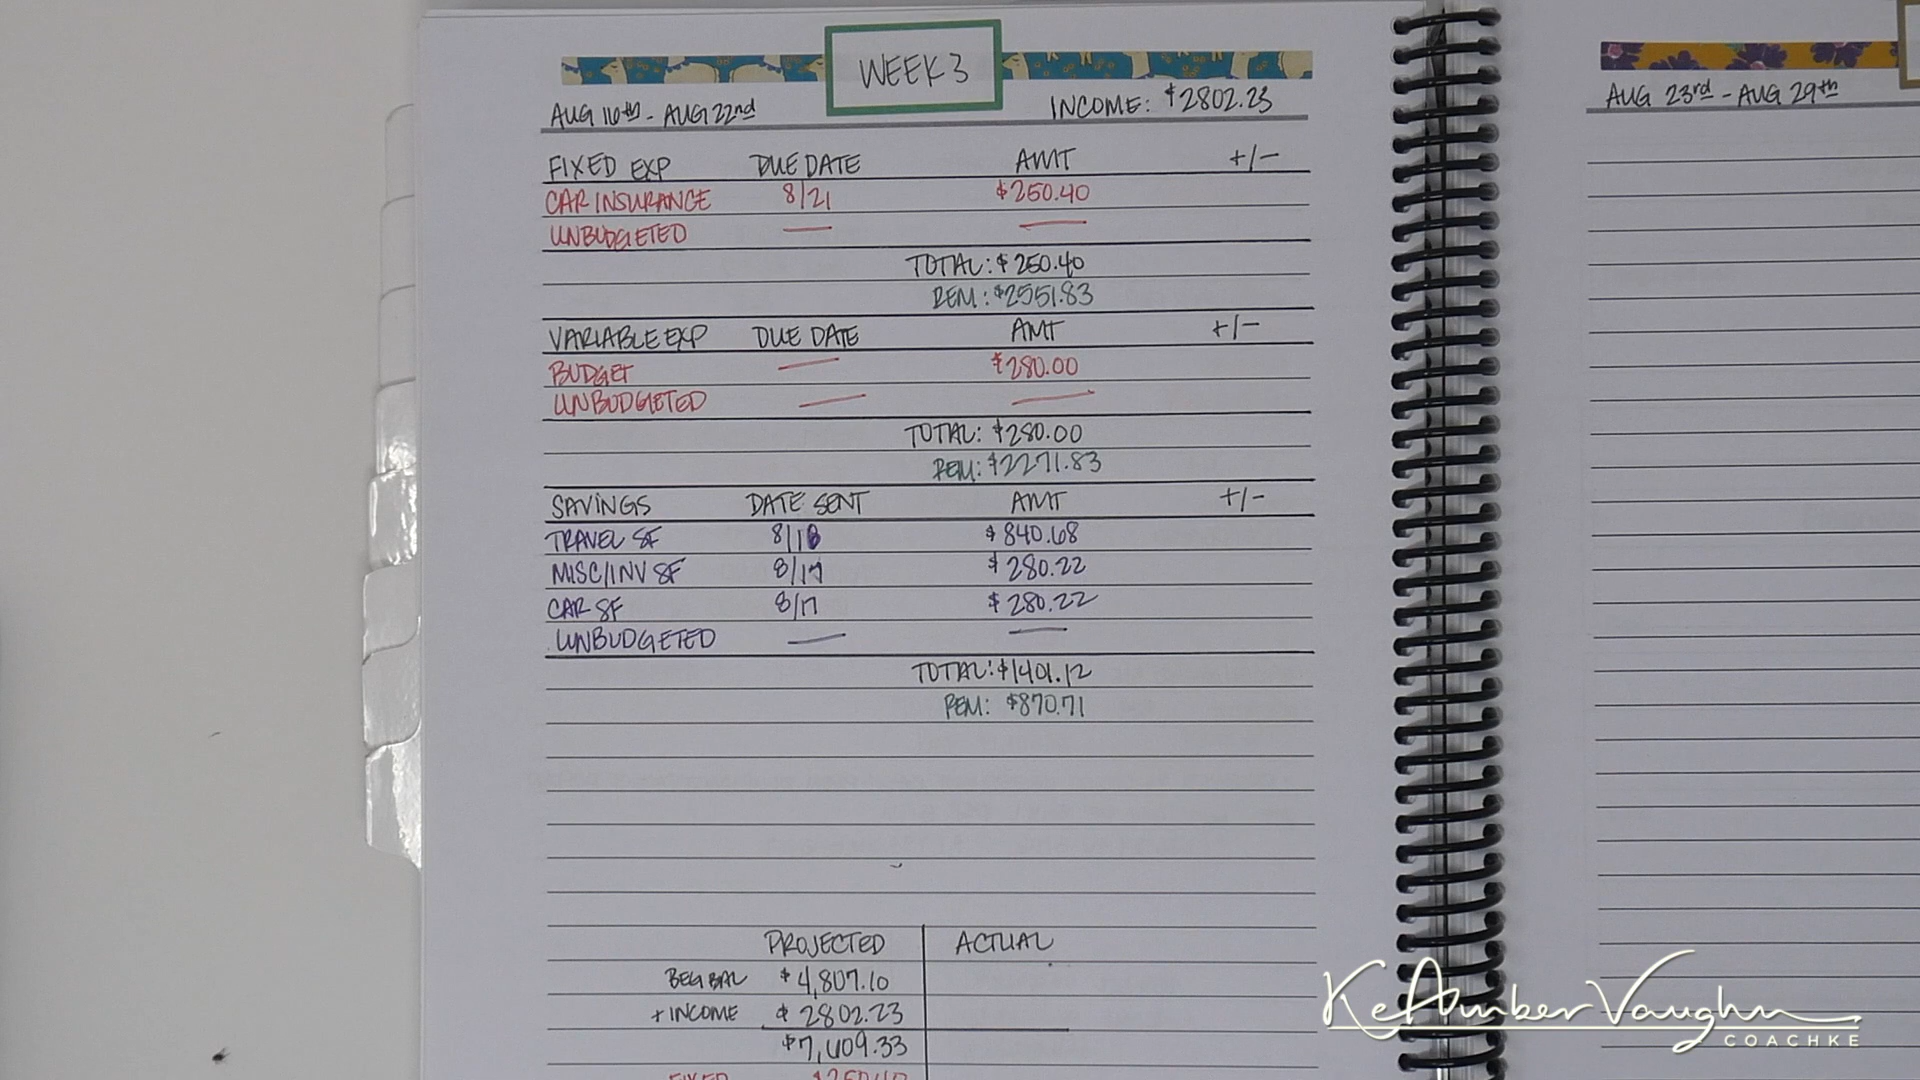 WEEK 3
AUG 16th - AUG 22nd INCOME: $2802.23
FIXED EXP DUE DATE AMT +/-
CAR INSURANCE 8/21 $250.40
UNBUDGETED — —
TOTAL: $250.40
REM: $2551.83
VARIABLE EXP DUE DATE AMT +/-
BUDGET — $280.00
UNBUDGETED — —
TOTAL: $280.00
REM: $2271.83
SAVINGS DATE SENT AMT +/-
TRAVEL SF 8/18 $840.68
MISC/INV SF 8/17 $280.22
CAR SF 8/17 $280.22
UNBUDGETED — —
TOTAL: $1401.12
REM: $870.71
PROJECTED ACTUAL
BEG BAL $4,807.10
+ INCOME $2802.23
$7,609.33
FIXED $250.40
AUG 23rd - AUG 29th
KeAmber Vaughn
COACHKE